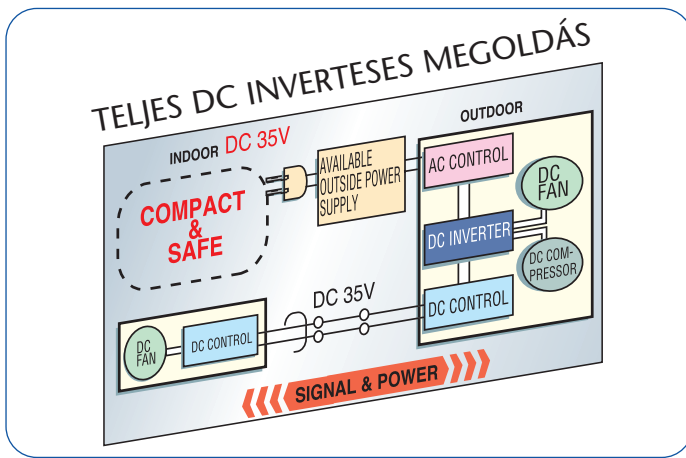 TELJES DC INVERTESES MEGOLDÁS
INDOOR DC 35V
OUTDOOR
COMPACT
&
SAFE
AVAILABLE
OUTSIDE POWER
SUPPLY
AC CONTROL
DC
FAN
DC INVERTER
DC COM-
PRESSOR
DC CONTROL
DC 35V
DC
FAN
DC CONTROL
SIGNAL & POWER